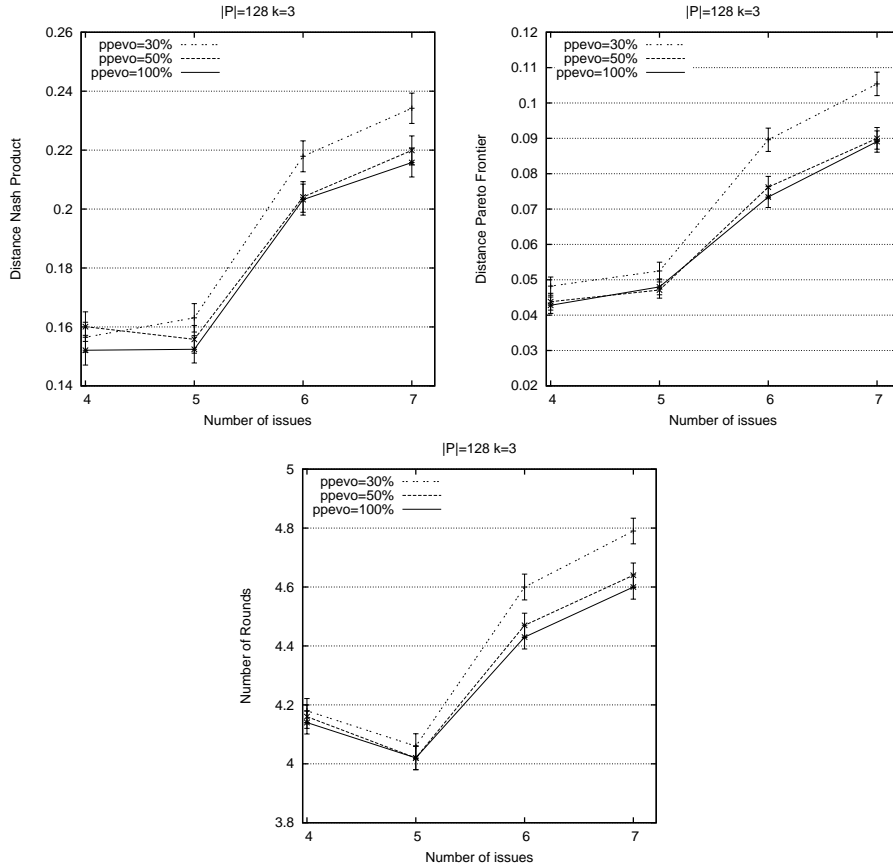 |P|=128 k=3
ppevo=30%
ppevo=50%
ppevo=100%
0.26
0.24
0.22
0.2
0.18
0.16
0.14
Distance Nash Product
4 5 6 7
Number of issues
|P|=128 k=3
ppevo=30%
ppevo=50%
ppevo=100%
0.12
0.11
0.1
0.09
0.08
0.07
0.06
0.05
0.04
0.03
0.02
Distance Pareto Frontier
4 5 6 7
Number of issues
|P|=128 k=3
ppevo=30%
ppevo=50%
ppevo=100%
5
4.8
4.6
4.4
4.2
4
3.8
Number of Rounds
4 5 6 7
Number of issues